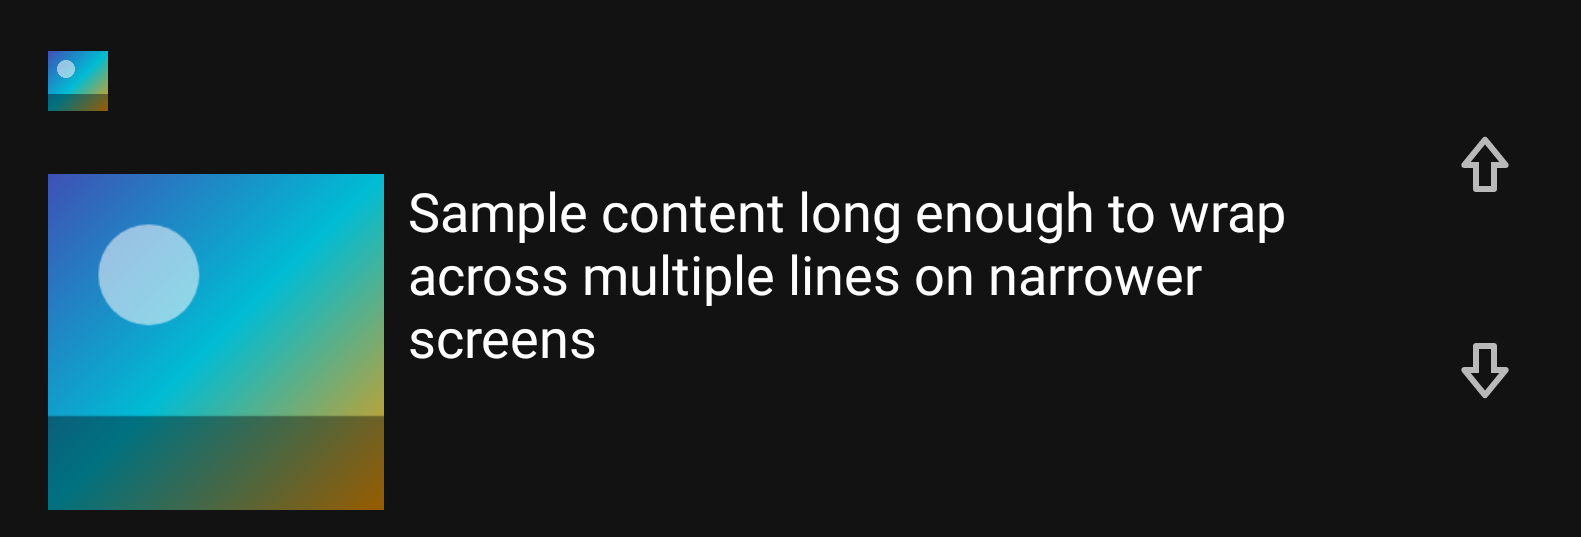 Sample content long enough to wrap
across multiple lines on narrower
screens